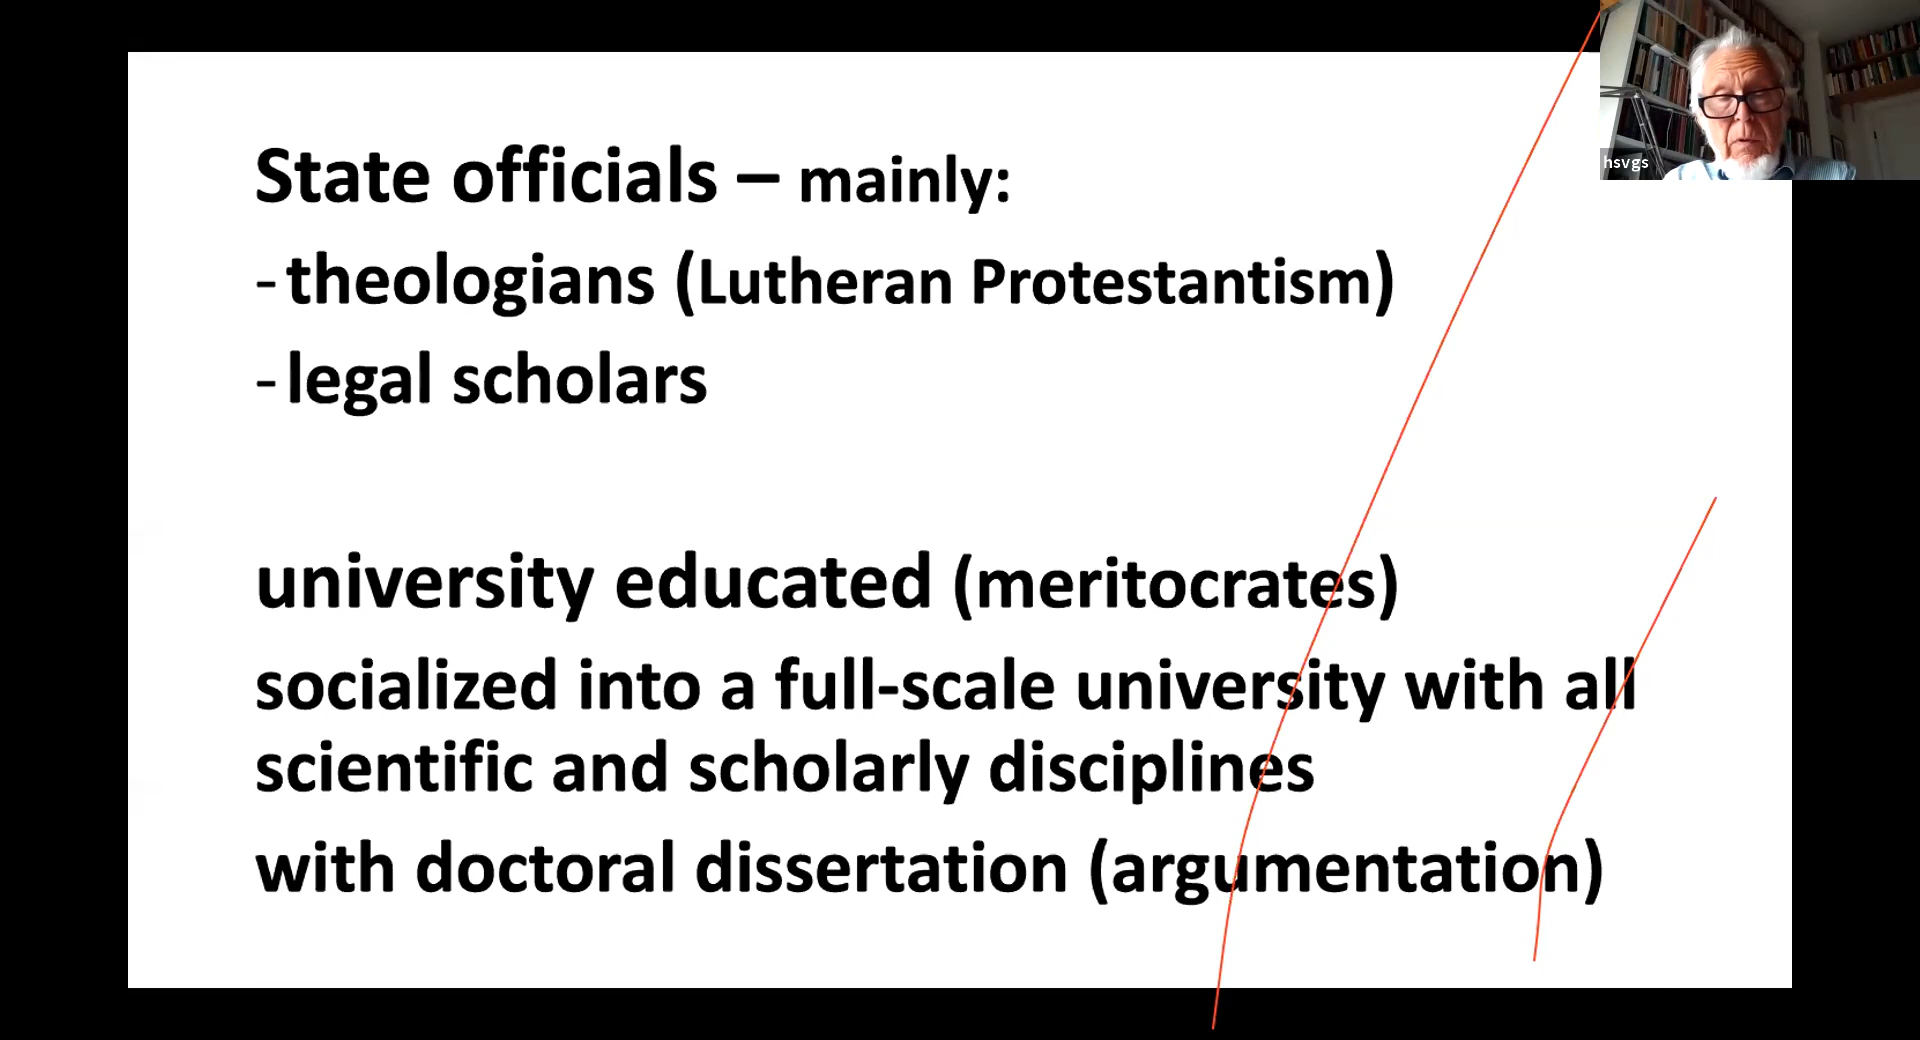 State officials – mainly:
- theologians (Lutheran Protestantism)
- legal scholars
university educated (meritocrates)
socialized into a full-scale university with all
scientific and scholarly disciplines
with doctoral dissertation (argumentation)
hsvgs